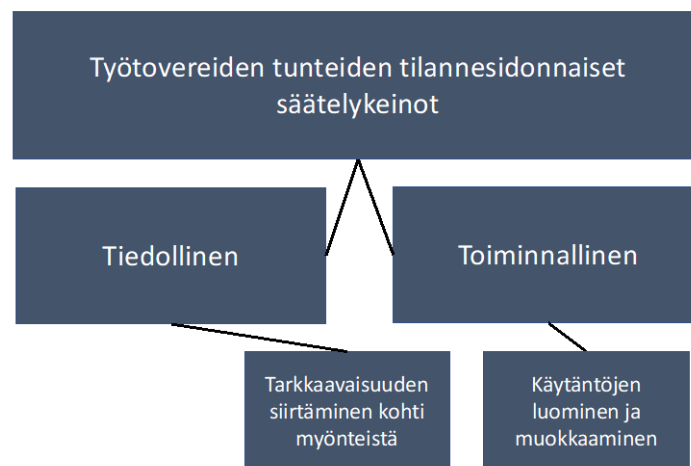 Työtovereiden tunteiden tilannesidonnaiset
säätelykeinot
Tiedollinen
Toiminnallinen
Tarkkaavaisuuden
siirtäminen kohti
myönteistä
Käytäntöjen
luominen ja
muokkaaminen